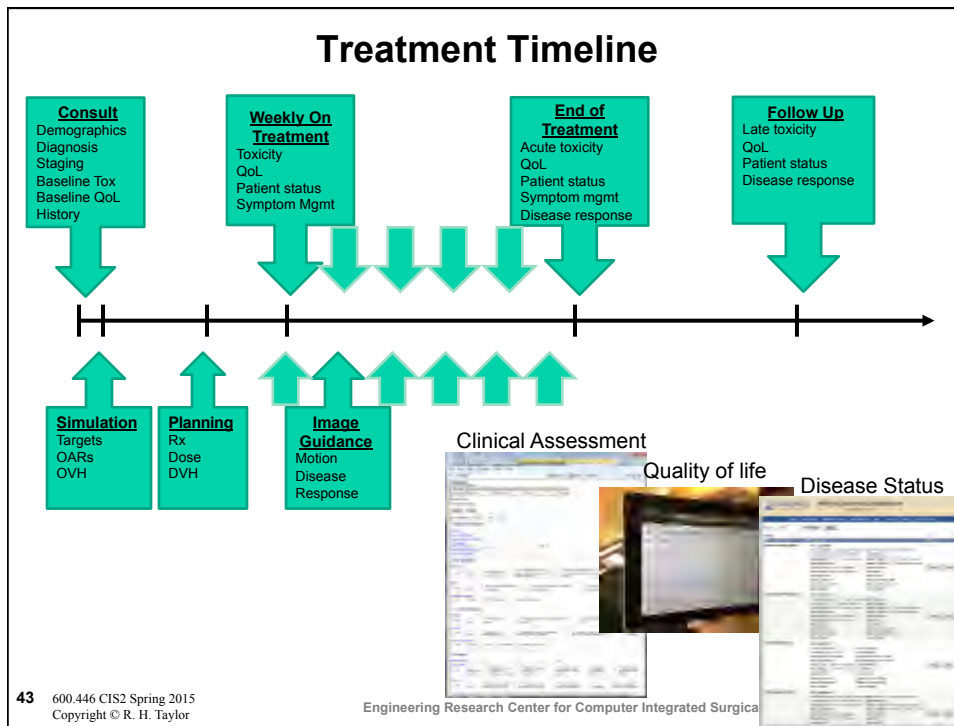 Treatment Timeline
Consult
Demographics
Diagnosis
Staging
Baseline Tox
Baseline QoL
History
Weekly On
Treatment
Toxicity
QoL
Patient status
Symptom Mgmt
End of
Treatment
Acute toxicity
QoL
Patient status
Symptom mgmt
Disease response
Follow Up
Late toxicity
QoL
Patient status
Disease response
Simulation
Targets
OARs
OVH
Planning
Rx
Dose
DVH
Image
Guidance
Motion
Disease
Response
Clinical Assessment
Quality of life
Disease Status
43 600.446 CIS2 Spring 2015
Copyright © R. H. Taylor
Engineering Research Center for Computer Integrated Surgica